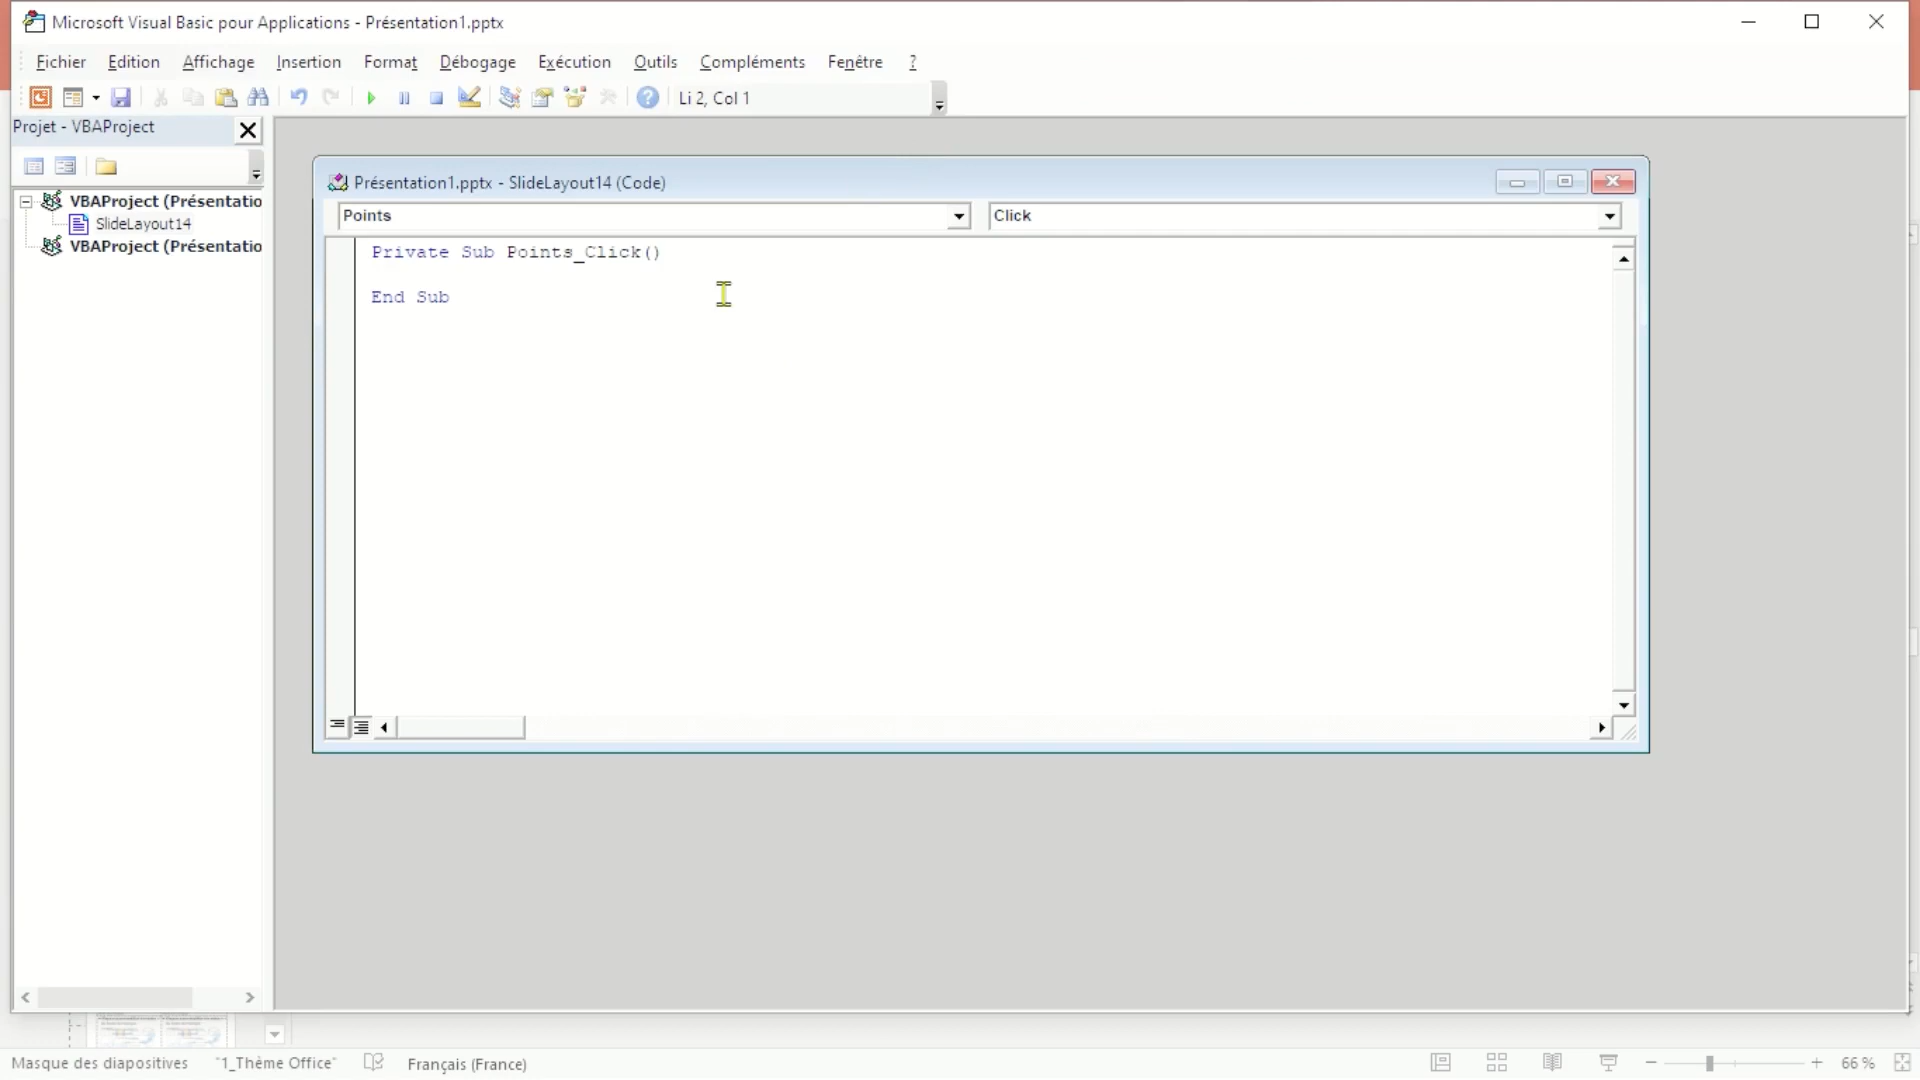 Microsoft Visual Basic pour Applications - Présentation1.pptx
Fichier Edition Affichage Insertion Format Débogage Exécution Outils Compléments Fenêtre ?
Li 2, Col 1
Projet - VBAProject
VBAProject (Présentatio
SlideLayout14
VBAProject (Présentatio
Présentation1.pptx - SlideLayout14 (Code)
Points Click
Private Sub Points_Click()
End Sub
Masque des diapositives "1_Thème Office" Français (France) 66 %